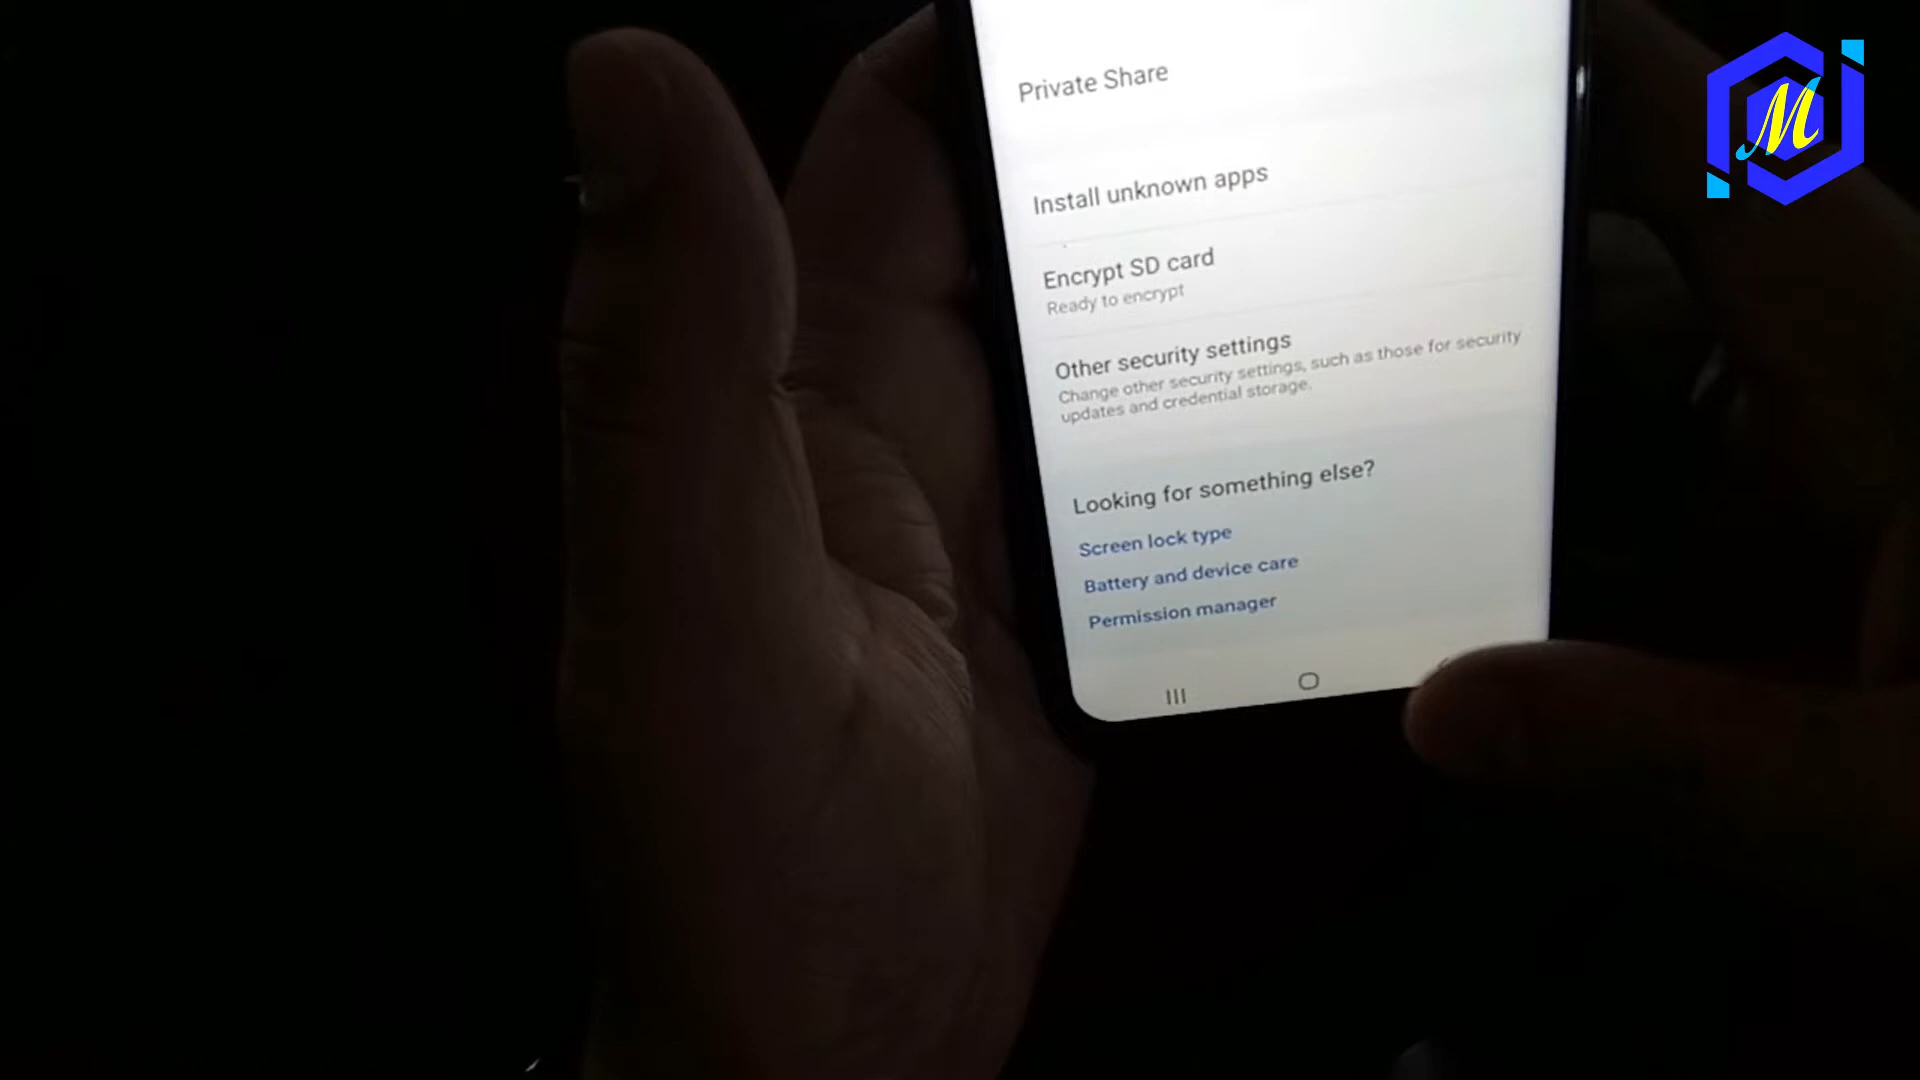 Private Share
Install unknown apps
Encrypt SD card
Ready to encrypt
Other security settings
Change other security settings, such as those for security
updates and credential storage.
Looking for something else?
Screen lock type
Battery and device care
Permission manager
M